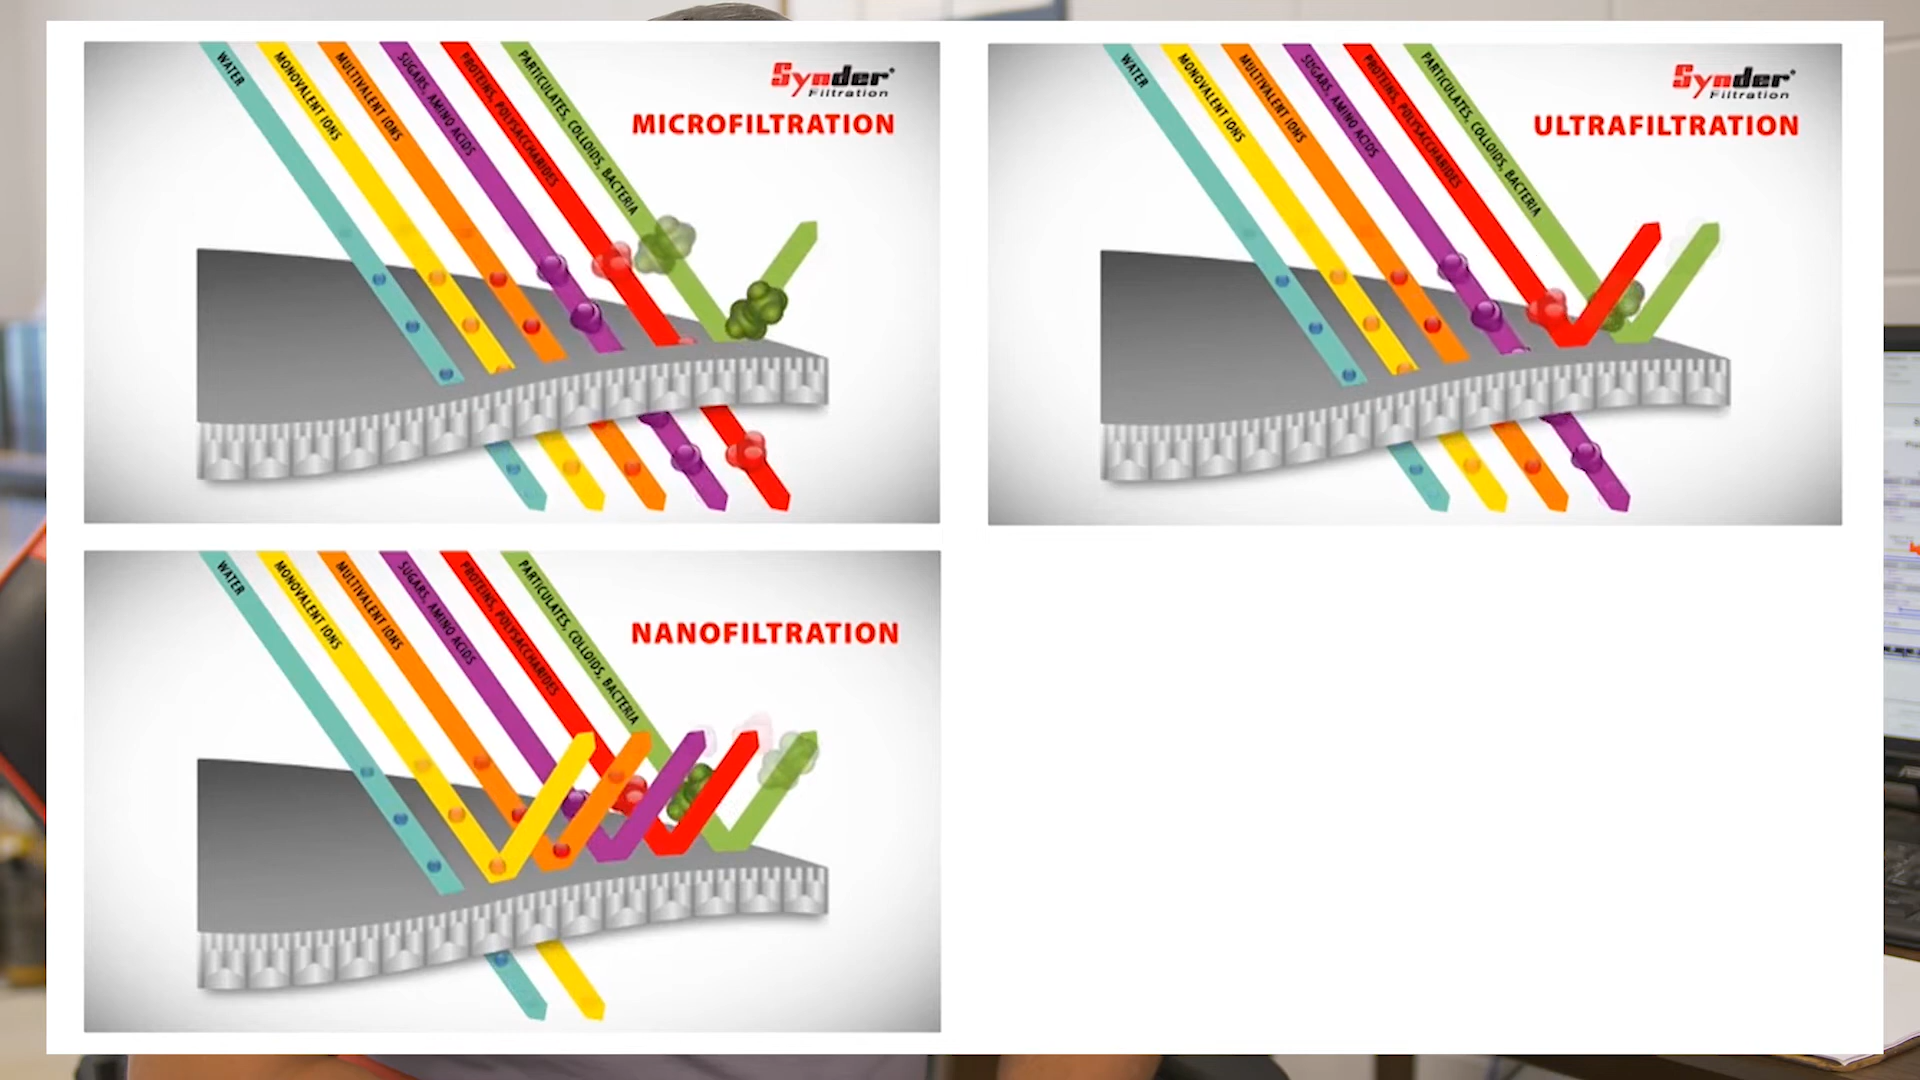 Synder
Filtration
MICROFILTRATION
WATER
MONOVALENT IONS
MULTIVALENT IONS
SUGARS, AMINO ACIDS
PROTEINS, POLYSACCHARIDES
PARTICULATES, COLLOIDS, BACTERIA
Synder
Filtration
ULTRAFILTRATION
WATER
MONOVALENT IONS
MULTIVALENT IONS
SUGARS, AMINO ACIDS
PROTEINS, POLYSACCHARIDES
PARTICULATES, COLLOIDS, BACTERIA
NANOFILTRATION
WATER
MONOVALENT IONS
MULTIVALENT IONS
SUGARS, AMINO ACIDS
PROTEINS, POLYSACCHARIDES
PARTICULATES, COLLOIDS, BACTERIA